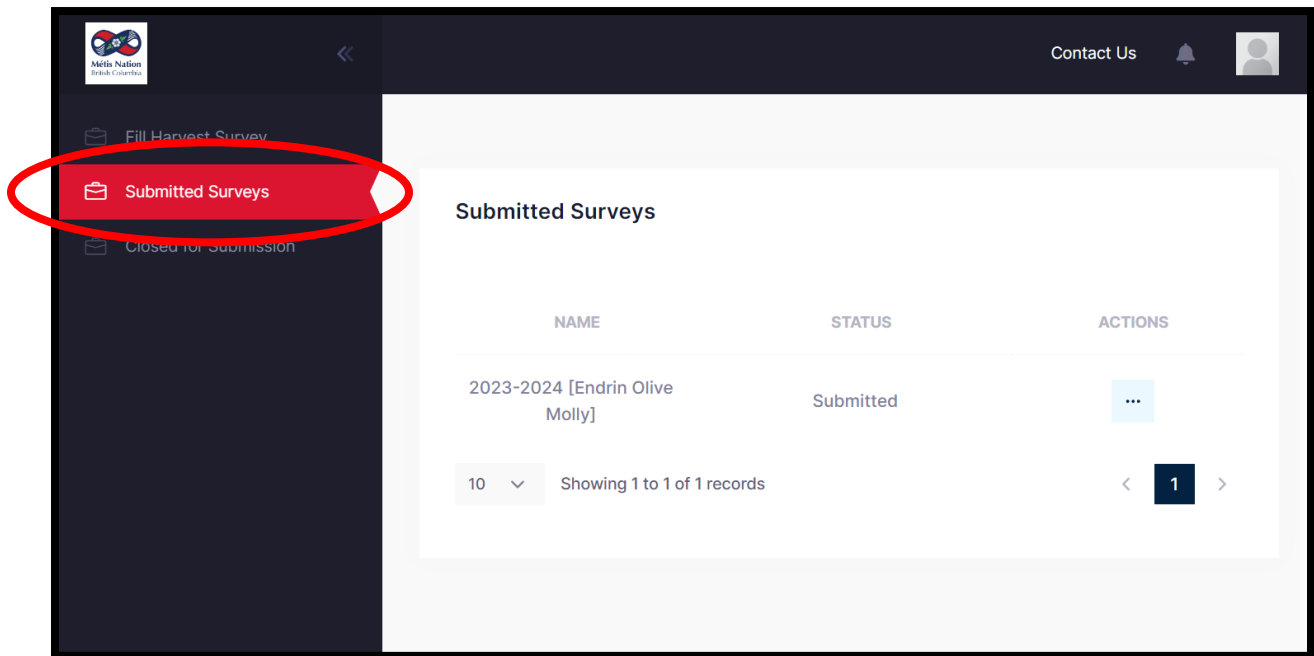 Métis Nation
British Columbia
Contact Us
Fill Harvest Survey
Submitted Surveys
Closed for Submission
Submitted Surveys
NAME STATUS ACTIONS
2023-2024 [Endrin Olive
Molly]
Submitted
...
10 Showing 1 to 1 of 1 records
1